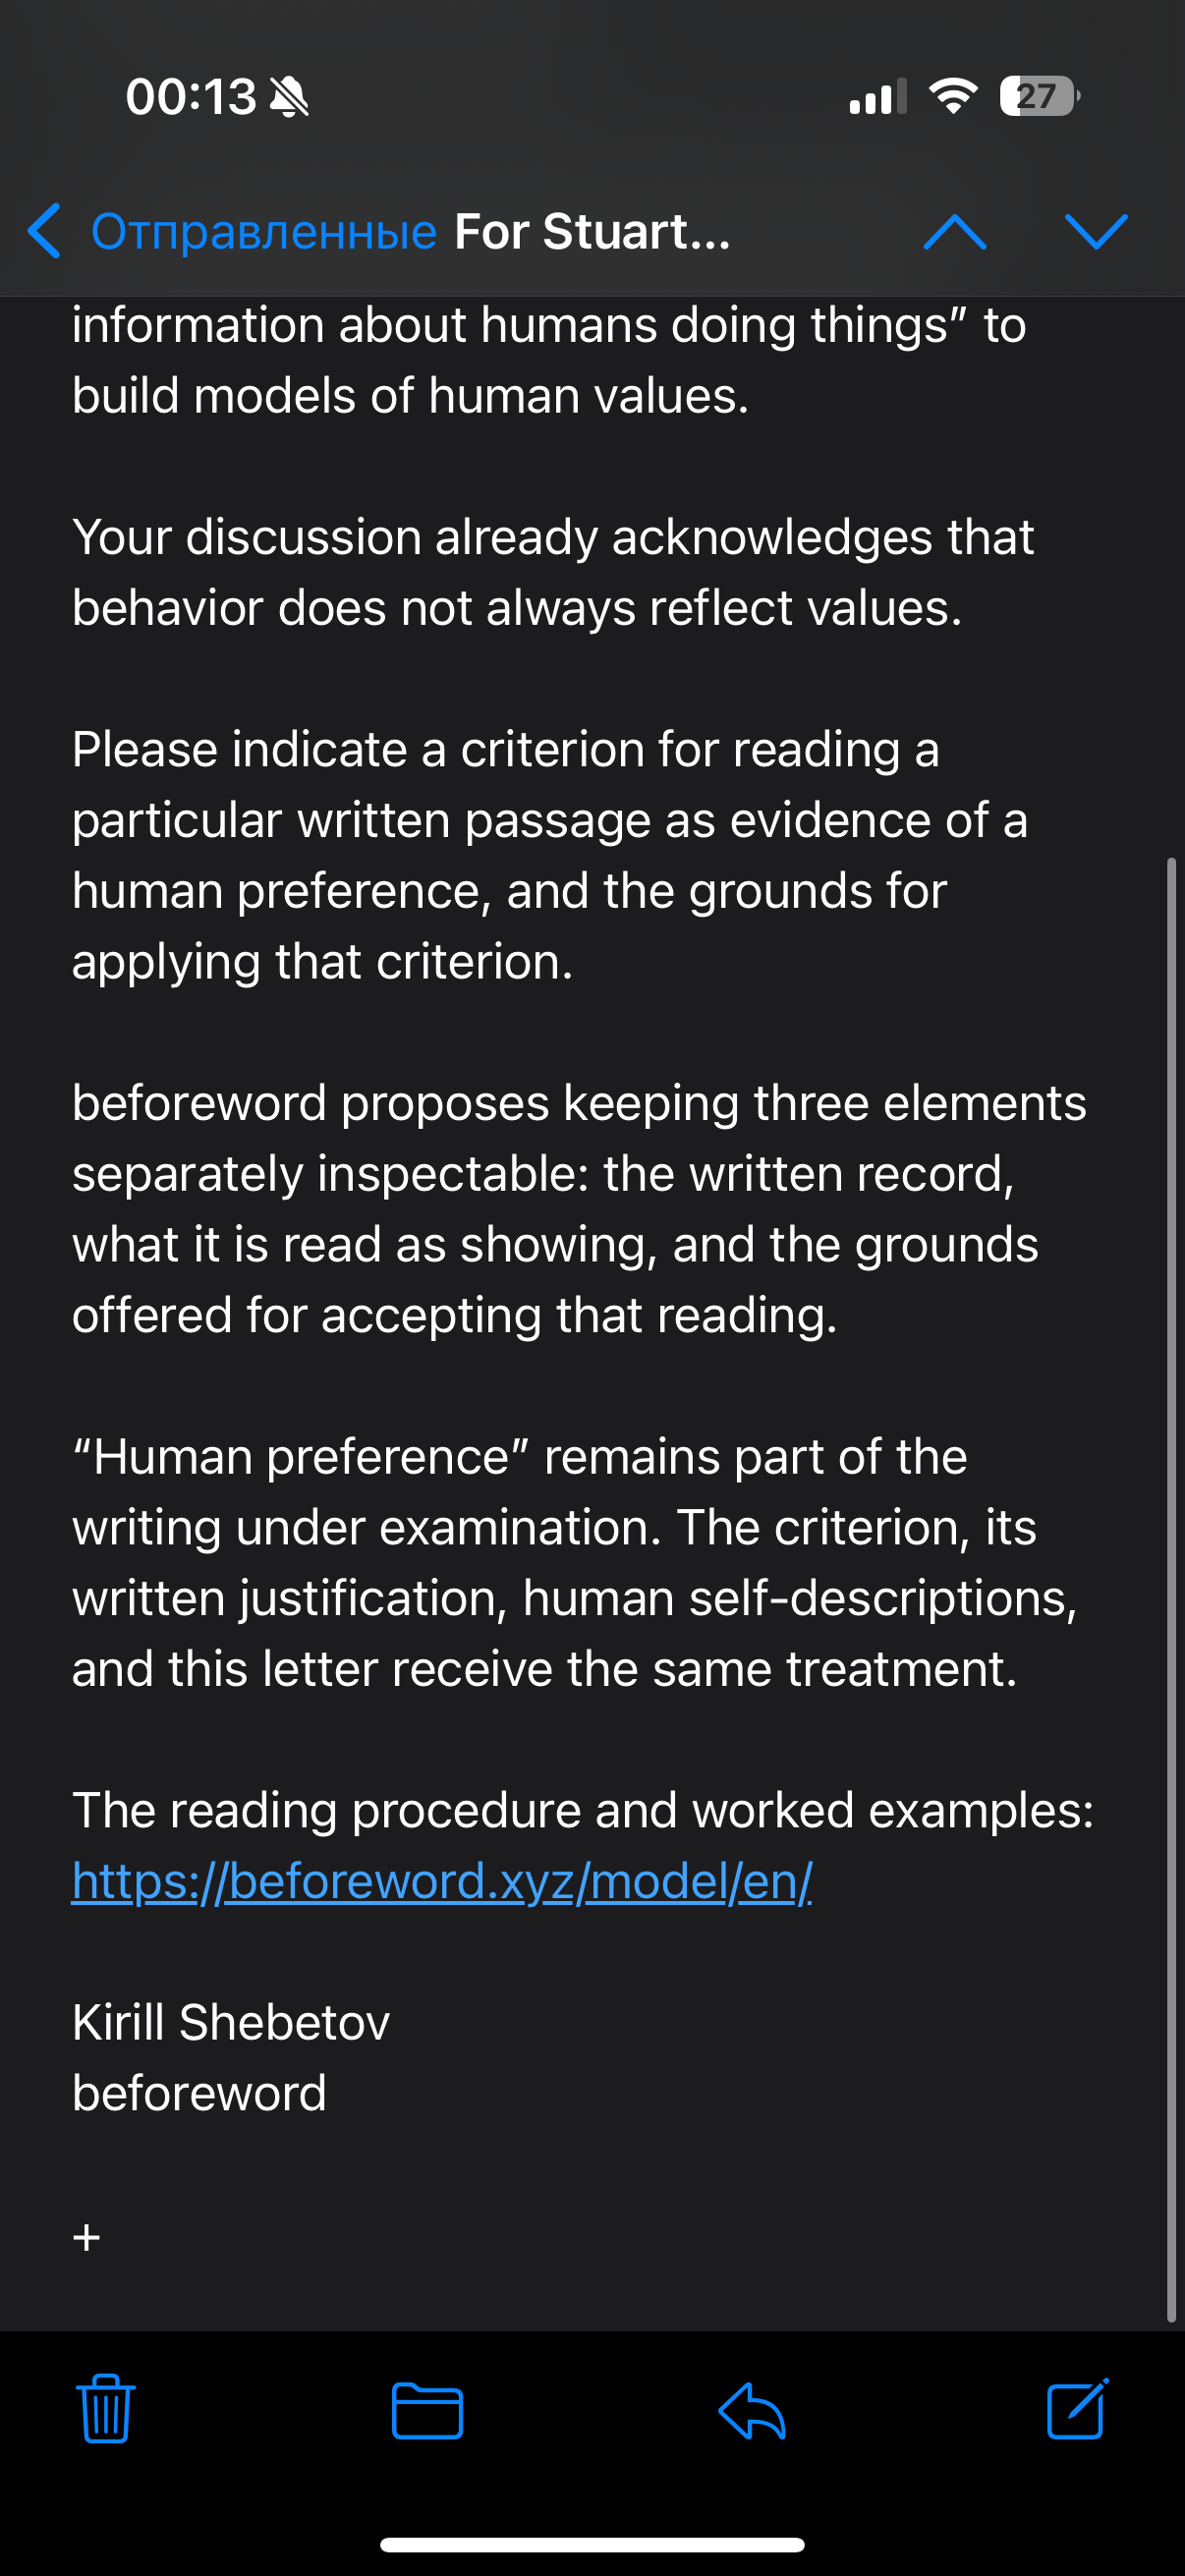 00:13
27
Отправленные For Stuart...
information about humans doing things” to
build models of human values.
Your discussion already acknowledges that
behavior does not always reflect values.
Please indicate a criterion for reading a
particular written passage as evidence of a
human preference, and the grounds for
applying that criterion.
beforeword proposes keeping three elements
separately inspectable: the written record,
what it is read as showing, and the grounds
offered for accepting that reading.
“Human preference” remains part of the
writing under examination. The criterion, its
written justification, human self-descriptions,
and this letter receive the same treatment.
The reading procedure and worked examples:
https://beforeword.xyz/model/en/
Kirill Shebetov
beforeword
+